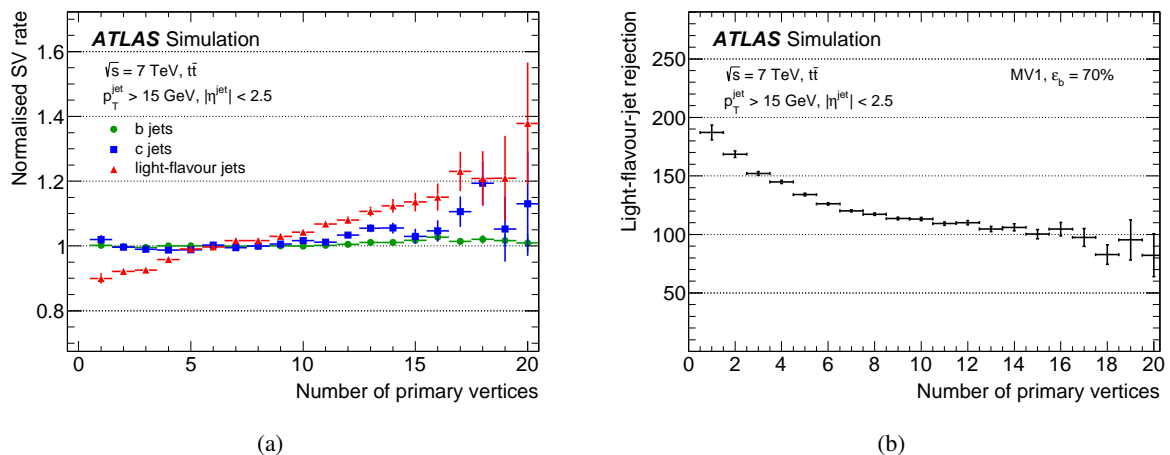 ATLAS Simulation
√s = 7 TeV, tt̄
p_T^jet > 15 GeV, |η^jet| < 2.5
b jets
c jets
light-flavour jets
Normalised SV rate
1.6
1.4
1.2
1
0.8
0 5 10 15 20
Number of primary vertices
(a)
ATLAS Simulation
√s = 7 TeV, tt̄
MV1, ε_b = 70%
p_T^jet > 15 GeV, |η^jet| < 2.5
Light-flavour-jet rejection
250
200
150
100
50
0 2 4 6 8 10 12 14 16 18 20
Number of primary vertices
(b)